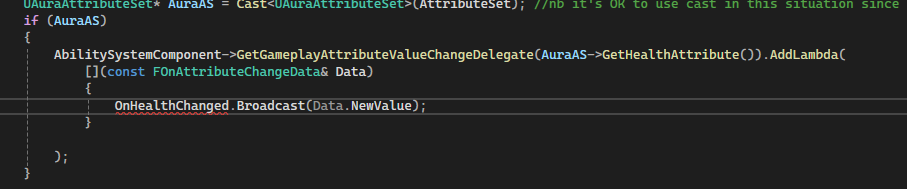 UAuraAttributeSet* AuraAS = Cast<UAuraAttributeSet>(AttributeSet); //nb it's OK to use cast in this situation since
if (AuraAS)
{
AbilitySystemComponent->GetGameplayAttributeValueChangeDelegate(AuraAS->GetHealthAttribute()).AddLambda(
[](const FOnAttributeChangeData& Data)
{
OnHealthChanged.Broadcast(Data.NewValue);
}
);
}